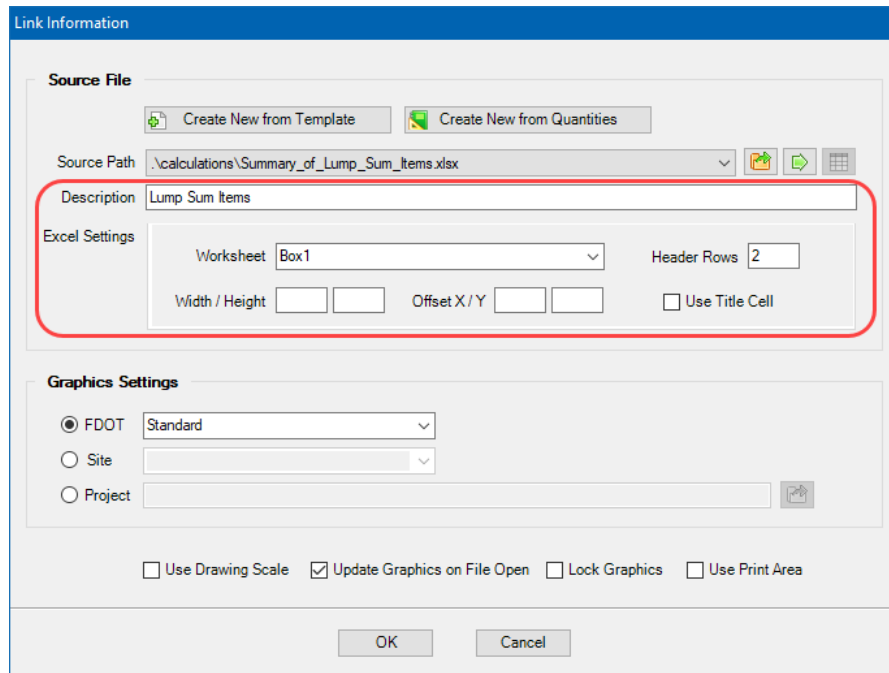 Link Information
Source File
Create New from Template Create New from Quantities
Source Path .\calculations\Summary_of_Lump_Sum_Items.xlsx
Description Lump Sum Items
Excel Settings
Worksheet Box1 Header Rows 2
Width / Height Offset X / Y Use Title Cell
Graphics Settings
FDOT Standard
Site
Project
Use Drawing Scale Update Graphics on File Open Lock Graphics Use Print Area
OK Cancel